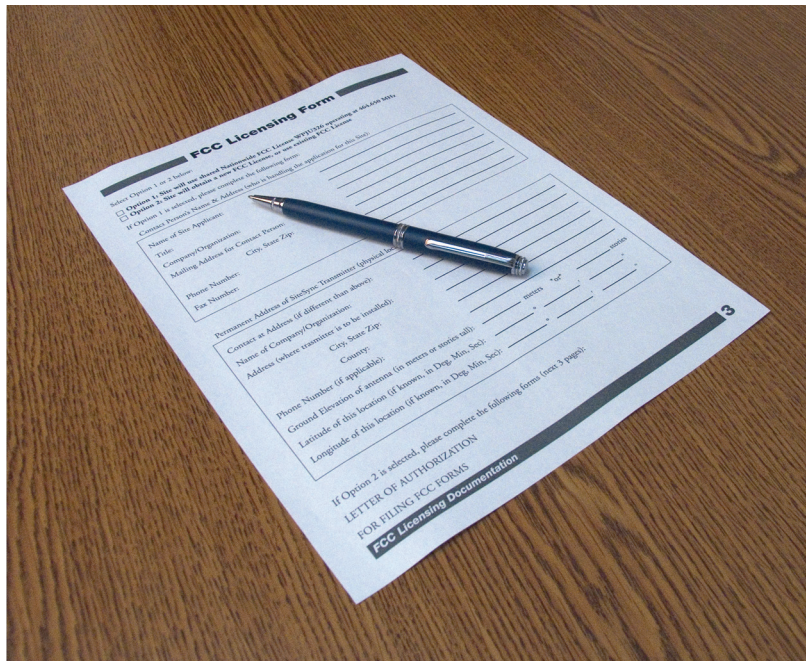 FCC Licensing Form
Select Option 1 or 2 below:
Option 1: Site will use shared Nationwide FCC License WPJU326 operating at 464.650 MHz
Option 2: Site will obtain a new FCC License, or use existing FCC License
If Option 1 is selected, please complete the following form:
Contact Person's Name & Address (who is handling the application for this Site):
Name of Site Applicant:
Title:
Company/Organization:
Mailing Address for Contact Person:
City, State Zip:
Phone Number:
Fax Number:
Permanent Address of SiteSync Transmitter (physical
Contact at Address (if different than above):
Name of Company/Organization:
Address (where trasmitter is to be installed):
City, State Zip:
County:
Phone Number (if applicable):
Ground Elevation of antenna (in meters or stories tall): meters "or" stories
Latitude of this location (if known, in Deg, Min, Sec): ° ' "
Longitude of this location (if known, in Deg, Min, Sec): ° ' "
If Option 2 is selected, please complete the following forms (next 3 pages):
LETTER OF AUTHORIZATION
FOR FILING FCC FORMS
FCC Licensing Documentation 3